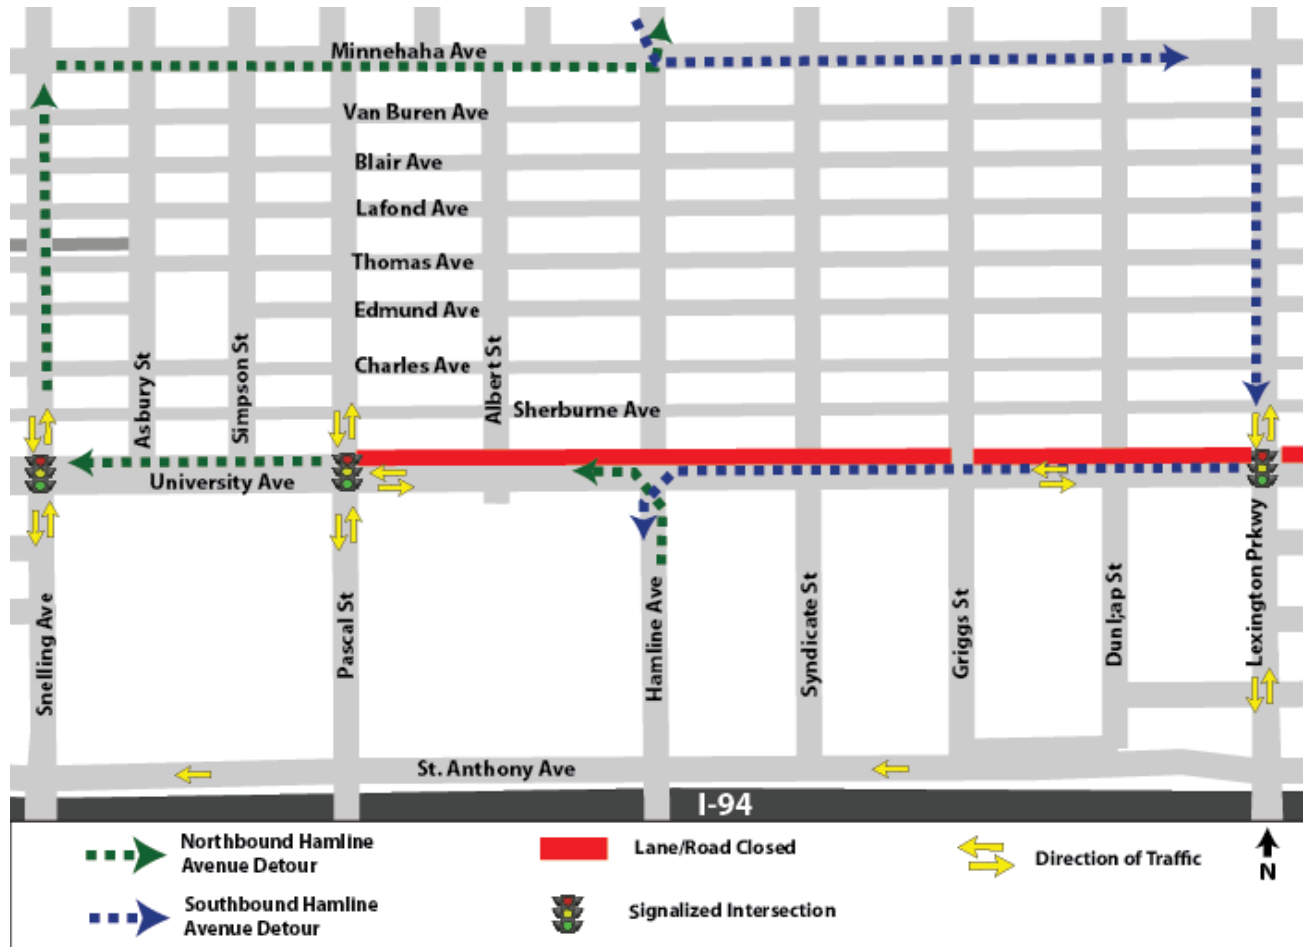 Minnehaha Ave
Van Buren Ave
Blair Ave
Lafond Ave
Thomas Ave
Edmund Ave
Charles Ave
Sherburne Ave
Asbury St
Simpson St
Albert St
University Ave
Snelling Ave
Pascal St
Hamline Ave
Syndicate St
Griggs St
Dunl;ap St
Lexington Prkwy
St. Anthony Ave
I-94
Northbound Hamline
Avenue Detour
Lane/Road Closed
Direction of Traffic
N
Southbound Hamline
Avenue Detour
Signalized Intersection